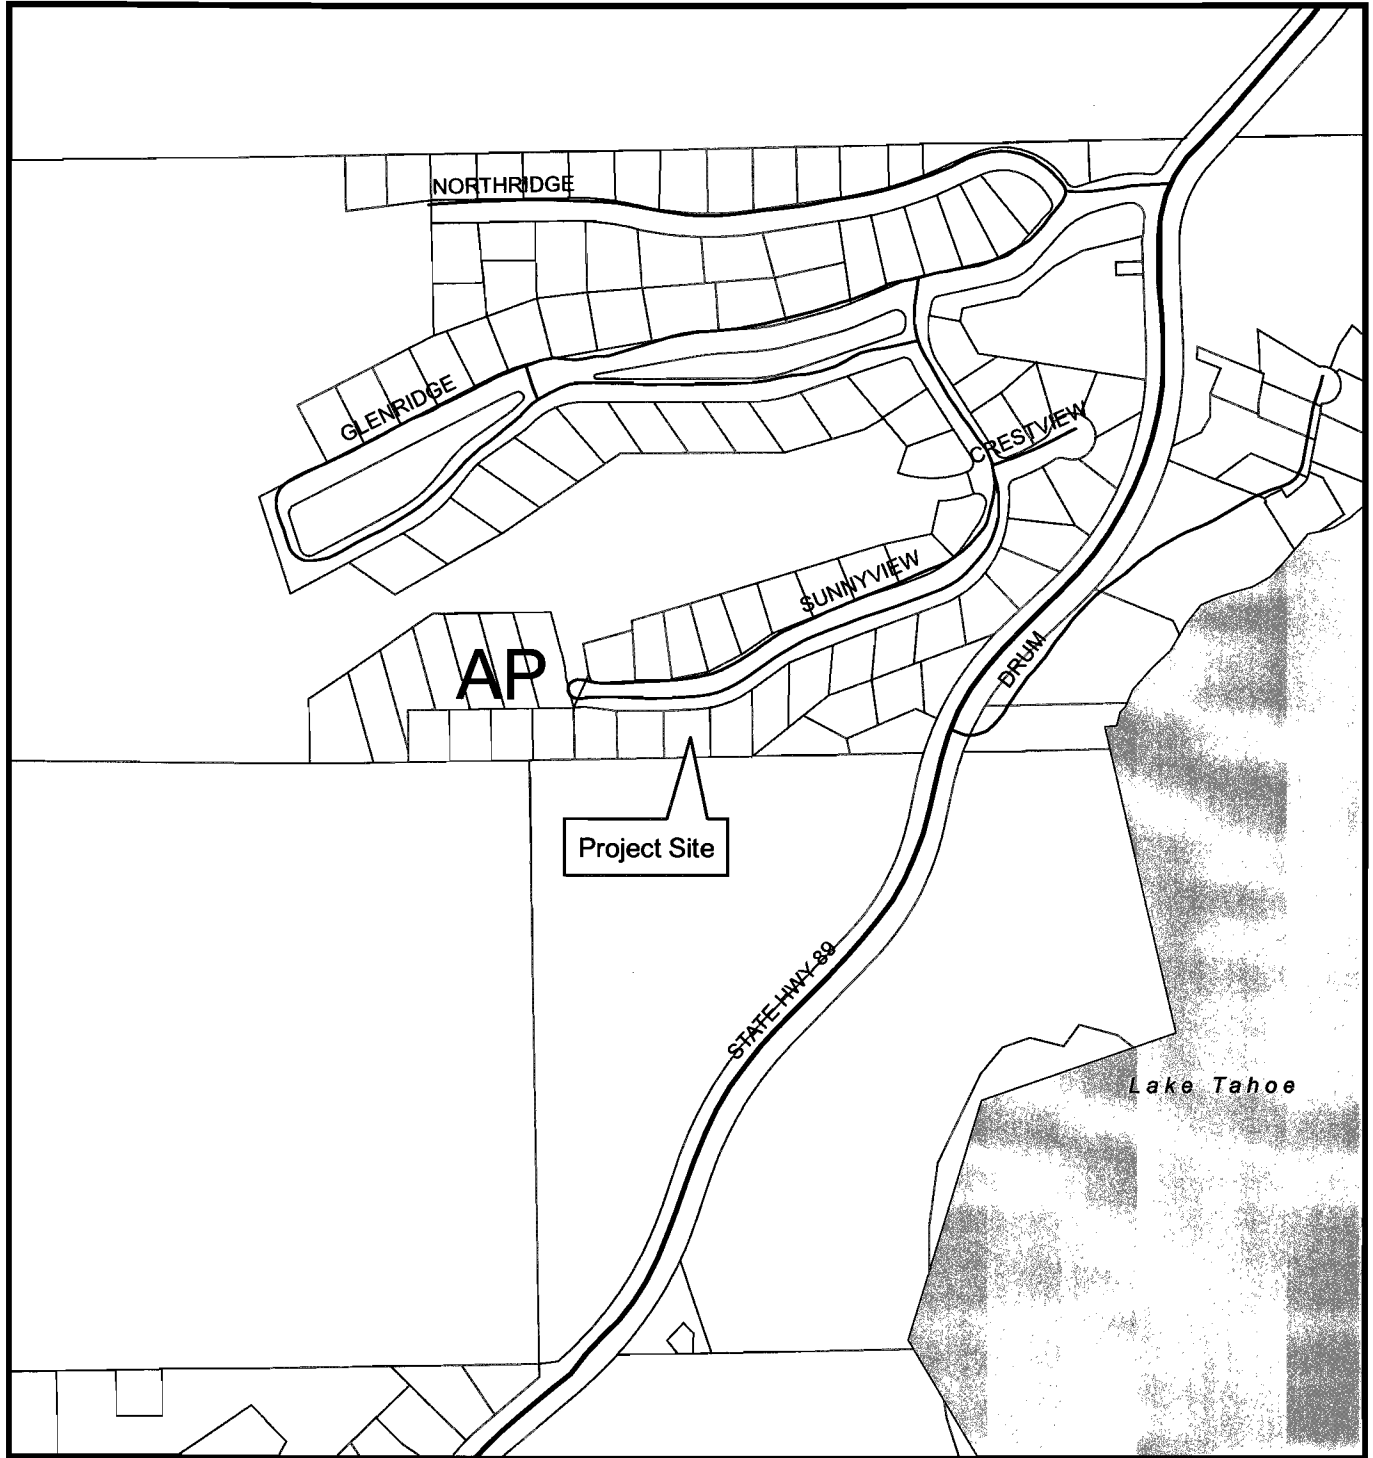 NORTHRIDGE
GLENRIDGE
CRESTVIEW
SUNNYVIEW
DRUM
AP
Project Site
STATE HWY 89
Lake Tahoe